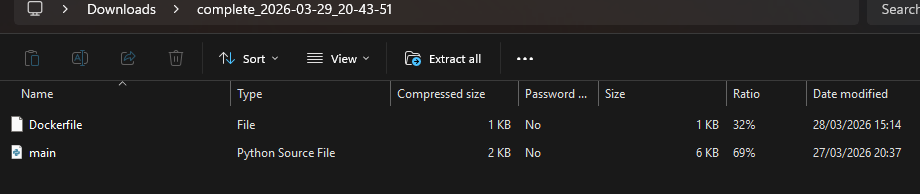 Downloads > complete_2026-03-29_20-43-51 Search
Sort View Extract all ...
Name Type Compressed size Password ... Size Ratio Date modified
Dockerfile File 1 KB No 1 KB 32% 28/03/2026 15:14
main Python Source File 2 KB No 6 KB 69% 27/03/2026 20:37